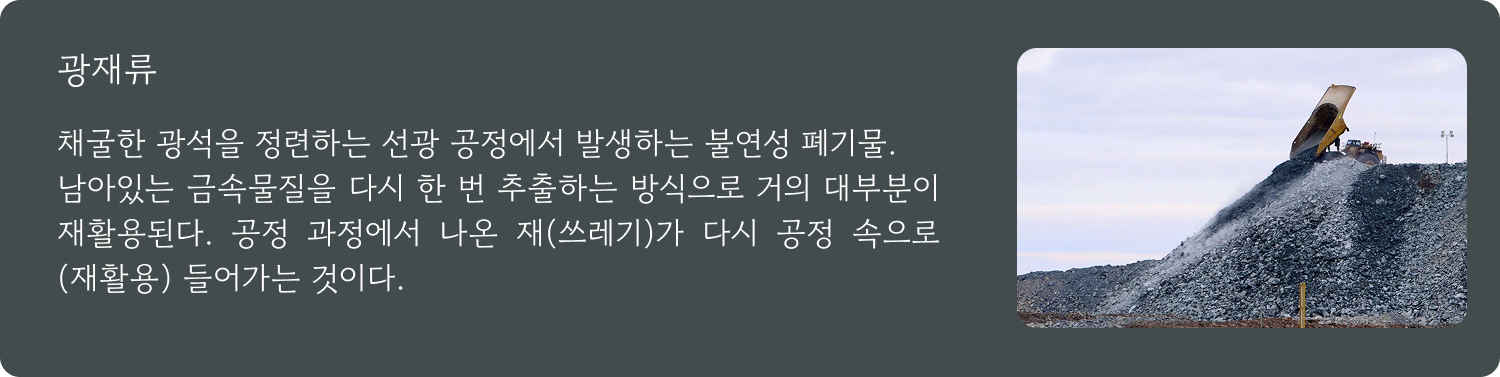 광재류
채굴한 광석을 정련하는 선광 공정에서 발생하는 불연성 폐기물.
남아있는 금속물질을 다시 한 번 추출하는 방식으로 거의 대부분이
재활용된다. 공정 과정에서 나온 재(쓰레기)가 다시 공정 속으로
(재활용) 들어가는 것이다.